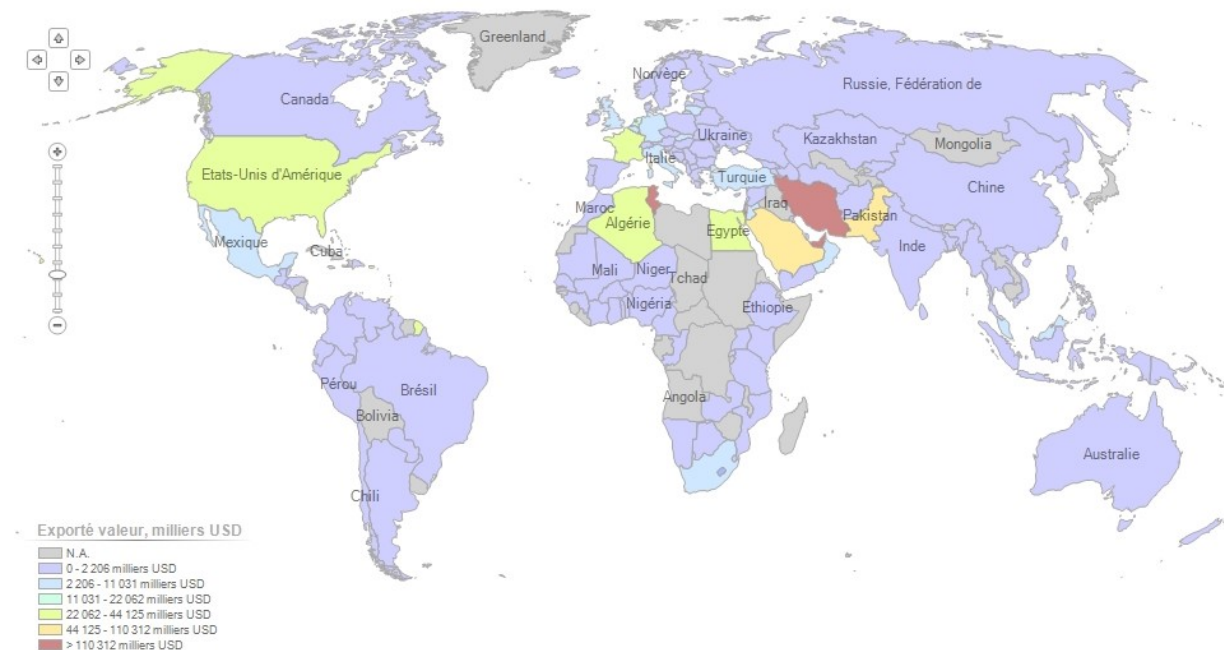 Greenland
Norvège
Russie, Fédération de
Canada
Ukraine
Kazakhstan
Mongolia
Italie
Etats-Unis d'Amérique
Turquie
Chine
Maroc
Algérie
Iraq
Pakistan
Egypte
Mexique
Inde
Cuba
Mali
Niger
Tchad
Nigéria
Ethiopie
Pérou
Brésil
Angola
Bolivia
Australie
Chili
Exporté valeur, milliers USD
N.A.
0 - 2 206 milliers USD
2 206 - 11 031 milliers USD
11 031 - 22 062 milliers USD
22 062 - 44 125 milliers USD
44 125 - 110 312 milliers USD
> 110 312 milliers USD